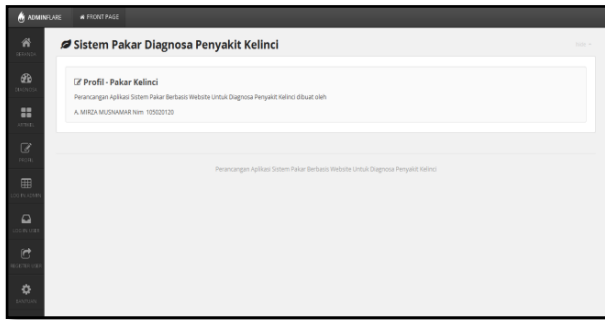 ADMINFLARE
FRONT PAGE
Sistem Pakar Diagnosa Penyakit Kelinci
Profil - Pakar Kelinci
Perancangan Aplikasi Sistem Pakar Berbasis Website Untuk Diagnosa Penyakit Kelinci dibuat oleh
A. MIRZA MUSNAMAR Nim 105020120
Perancangan Aplikasi Sistem Pakar Berbasis Website Untuk Diagnosa Penyakit Kelinci